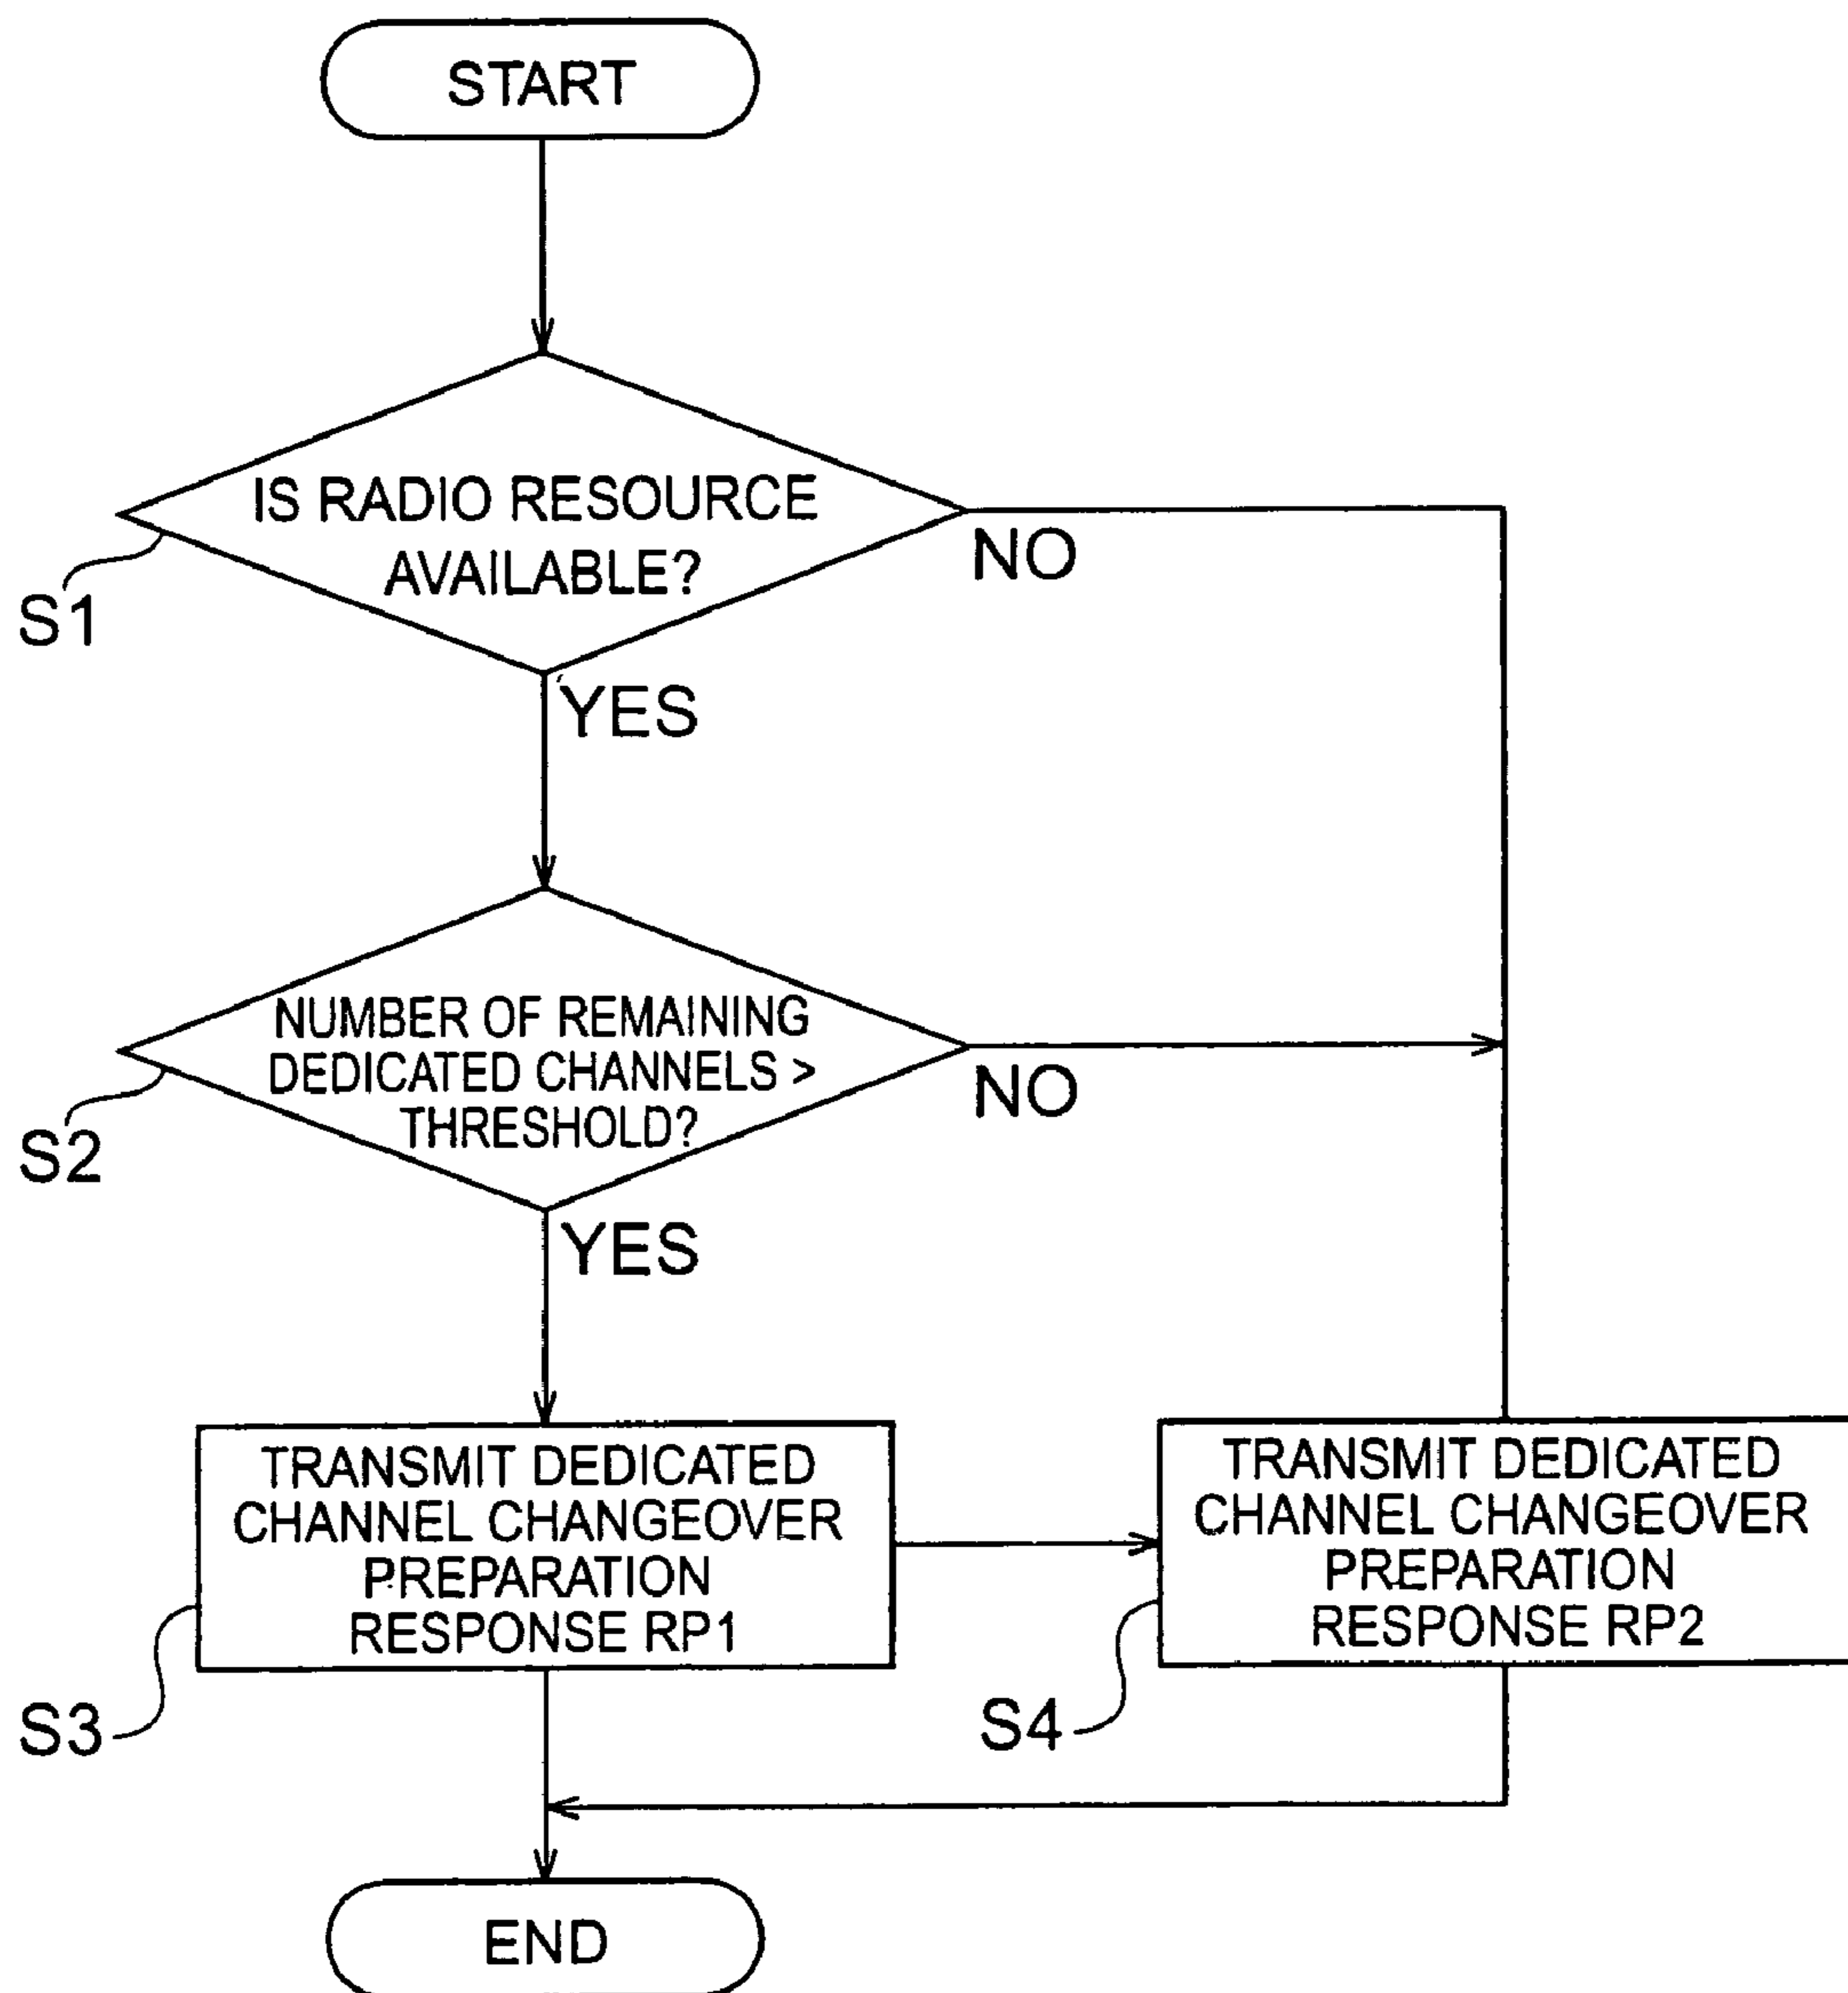 START
IS RADIO RESOURCE
AVAILABLE?
NO
S1
YES
NUMBER OF REMAINING
DEDICATED CHANNELS >
THRESHOLD?
NO
S2
YES
TRANSMIT DEDICATED
CHANNEL CHANGEOVER
PREPARATION
RESPONSE RP1
S3
TRANSMIT DEDICATED
CHANNEL CHANGEOVER
PREPARATION
RESPONSE RP2
S4
END